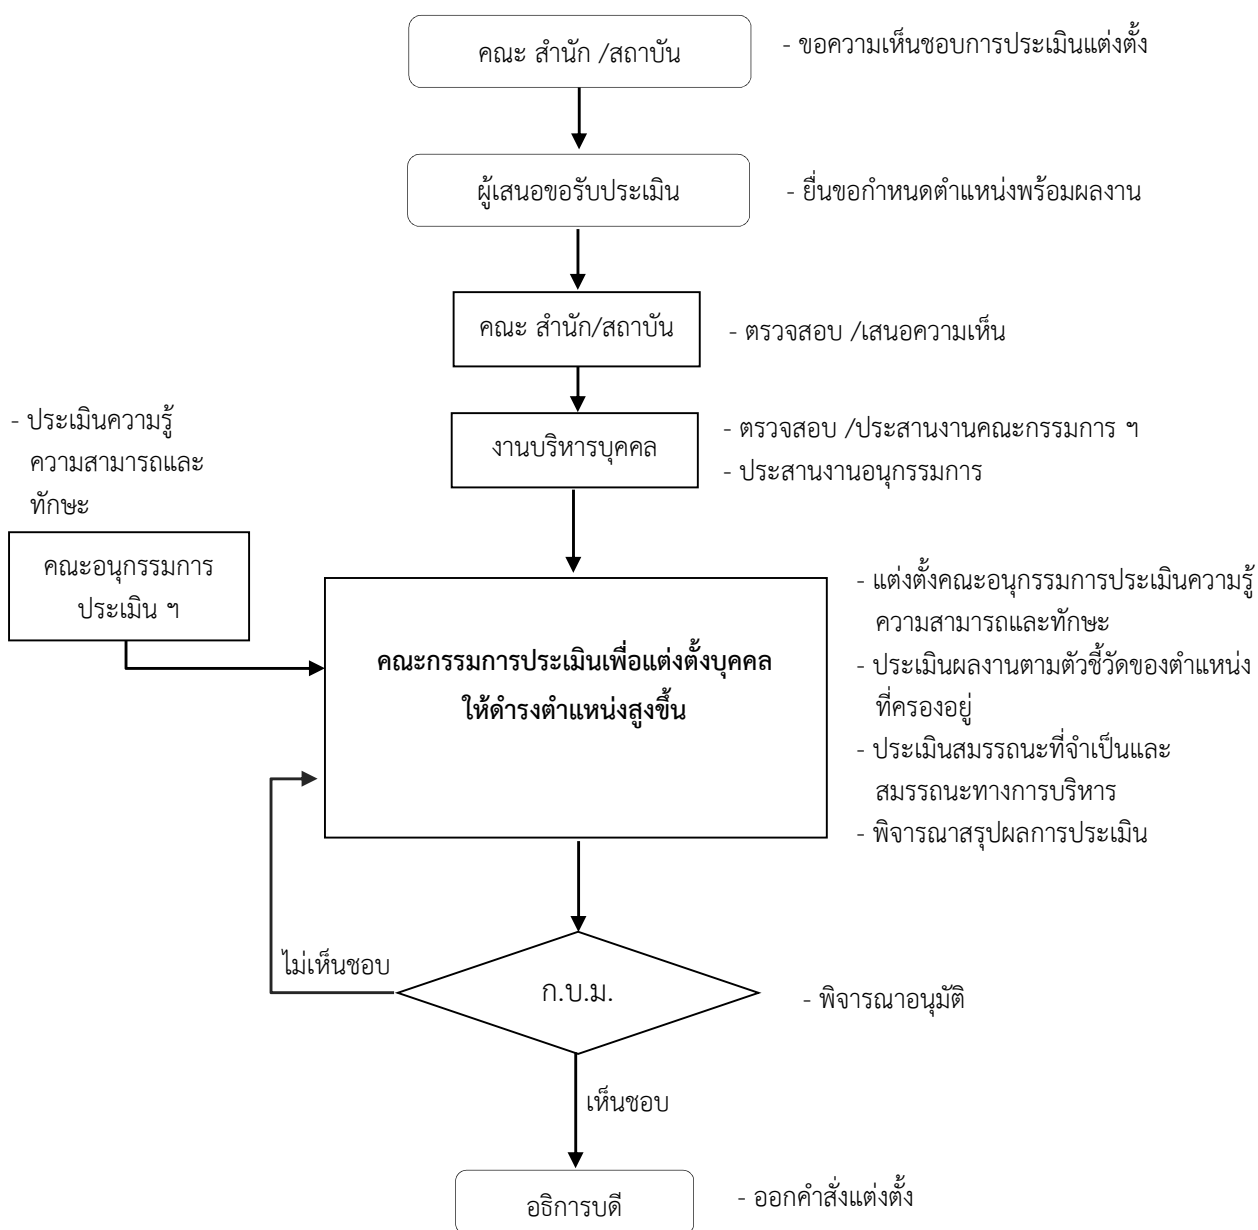 คณะ สำนัก /สถาบัน
- ขอความเห็นชอบการประเมินแต่งตั้ง
ผู้เสนอขอรับประเมิน
- ยื่นขอกำหนดตำแหน่งพร้อมผลงาน
คณะ สำนัก/สถาบัน
- ตรวจสอบ /เสนอความเห็น
งานบริหารบุคคล
- ตรวจสอบ /ประสานงานคณะกรรมการ ฯ
- ประสานงานอนุกรรมการ
- ประเมินความรู้
ความสามารถและ
ทักษะ
คณะอนุกรรมการ
ประเมิน ฯ
คณะกรรมการประเมินเพื่อแต่งตั้งบุคคล
ให้ดำรงตำแหน่งสูงขึ้น
- แต่งตั้งคณะอนุกรรมการประเมินความรู้
ความสามารถและทักษะ
- ประเมินผลงานตามตัวชี้วัดของตำแหน่ง
ที่ครองอยู่
- ประเมินสมรรถนะที่จำเป็นและ
สมรรถนะทางการบริหาร
- พิจารณาสรุปผลการประเมิน
ไม่เห็นชอบ
ก.บ.ม.
- พิจารณาอนุมัติ
เห็นชอบ
อธิการบดี
- ออกคำสั่งแต่งตั้ง